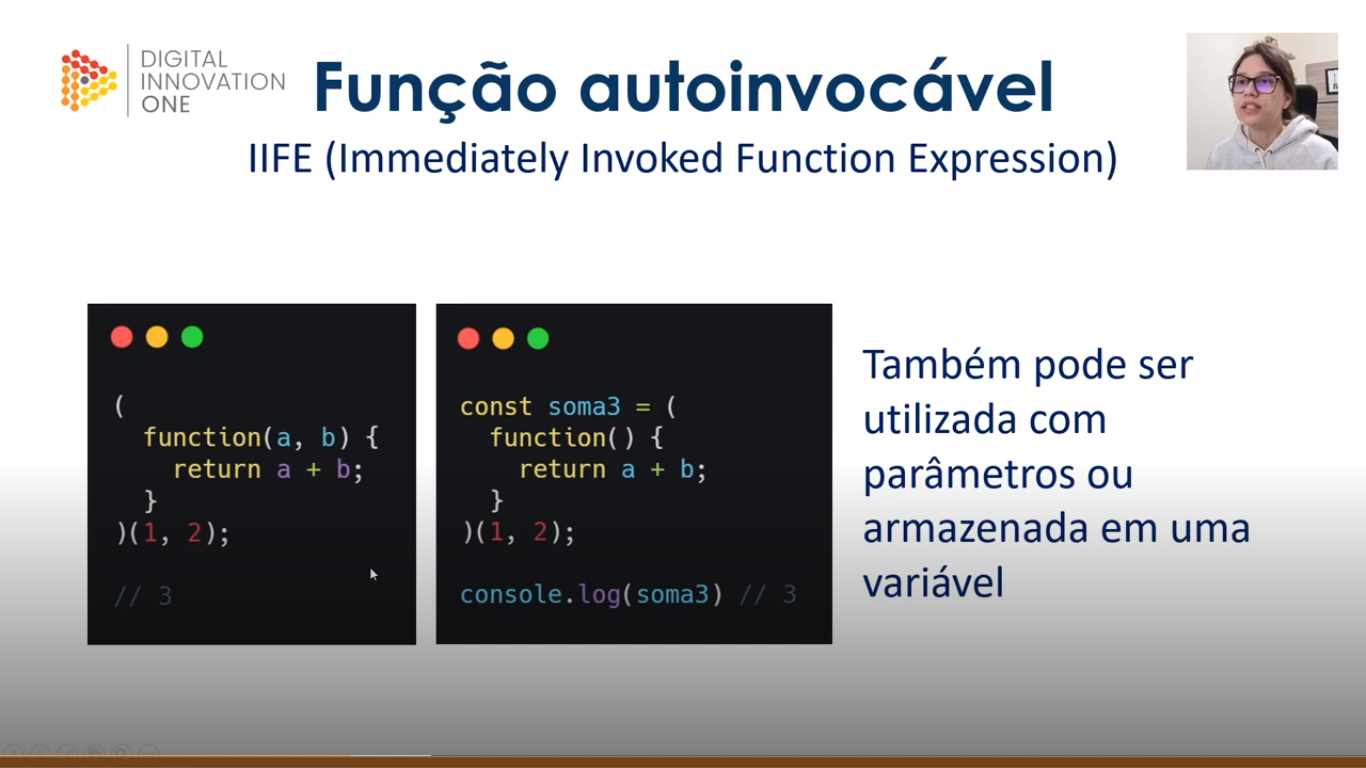 DIGITAL
INNOVATION
ONE
Função autoinvocável
IIFE (Immediately Invoked Function Expression)
(
  function(a, b) {
    return a + b;
  }
)(1, 2);
// 3
const soma3 = (
  function() {
    return a + b;
  }
)(1, 2);
console.log(soma3) // 3
Também pode ser
utilizada com
parâmetros ou
armazenada em uma
variável